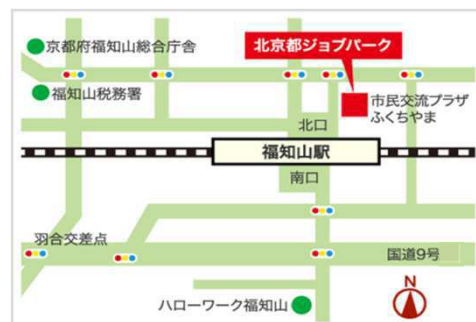 京都府福知山総合庁舎
北京都ジョブパーク
福知山税務署
市民交流プラザ
ふくちやま
北口
福知山駅
南口
羽合交差点
国道9号
N
ハローワーク福知山